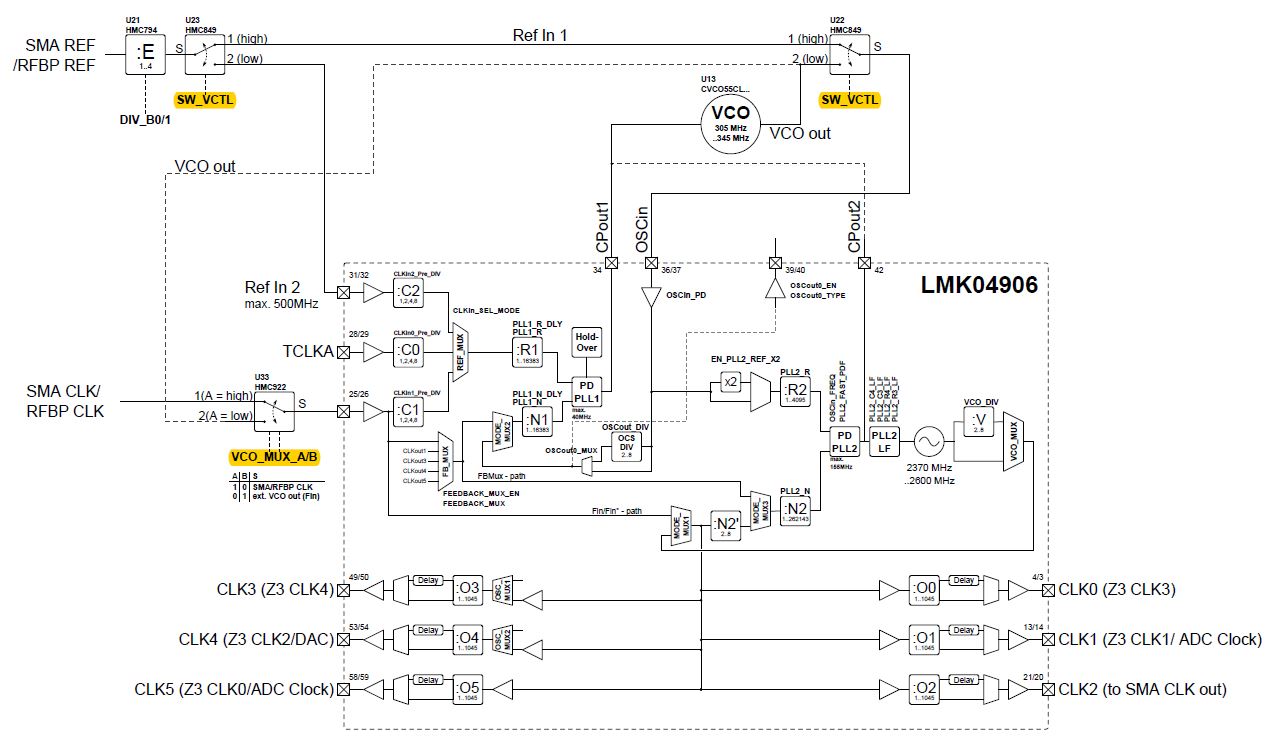 U21
HMC794
U23
HMC849
U22
HMC849
SMA REF
/RFBP REF
:E
1..4
S
1 (high)
2 (low)
Ref In 1
1 (high)
2 (low)
S
SW_VCTL
DIV_B0/1
U13
CVCO55CL...
VCO
305 MHz
..345 MHz
VCO out
SW_VCTL
VCO out
CPout1
OSCin
CPout2
34
36/37
39/40
42
LMK04906
Ref In 2
max. 500MHz
31/32
CLKin2_Pre_DIV
:C2
1,2,4,8
OSCin_PD
OSCout0_EN
OSCout0_TYPE
CLKin_SEL_MODE
TCLKA
28/29
CLKin0_Pre_DIV
:C0
1,2,4,8
REF_MUX
PLL1_R_DLY
PLL1_R
:R1
1..16383
Hold-
Over
SMA CLK/
RFBP CLK
U33
HMC922
1(A = high)
2(A = low)
S
25/26
CLKin1_Pre_DIV
:C1
1,2,4,8
PLL1_N_DLY
PLL1_N
:N1
1..16383
PD
PLL1
max.
40MHz
EN_PLL2_REF_X2
x2
PLL2_R
:R2
1..4095
OSCin_FREQ
PLL2_FAST_PDF
PLL2_C4_LF
PLL2_C3_LF
PLL2_R4_LF
PLL2_R3_LF
PD
PLL2
max.
155MHz
PLL2
LF
2370 MHz
..2600 MHz
VCO_DIV
:V
2..8
VCO_MUX
VCO_MUX_A/B
A B S
1 0 SMA/RFBP CLK
0 1 ext. VCO out (Fin)
CLKout1
CLKout3
CLKout4
CLKout5
FB_MUX
MODE_
MUX2
OSCout_DIV
OCS
DIV
2..8
OSCout0_MUX
FBMux - path
FEEDBACK_MUX_EN
FEEDBACK_MUX
Fin/Fin* - path
MODE_
MUX1
:N2'
2..8
MODE_
MUX3
PLL2_N
:N2
1..262143
CLK3 (Z3 CLK4)
49/50
Delay
:O3
1..1045
OSC_
MUX1
:O0
1..1045
Delay
4/3
CLK0 (Z3 CLK3)
CLK4 (Z3 CLK2/DAC)
53/54
Delay
:O4
1..1045
OSC_
MUX2
:O1
1..1045
Delay
13/14
CLK1 (Z3 CLK1/ ADC Clock)
CLK5 (Z3 CLK0/ADC Clock)
58/59
Delay
:O5
1..1045
:O2
1..1045
Delay
21/20
CLK2 (to SMA CLK out)